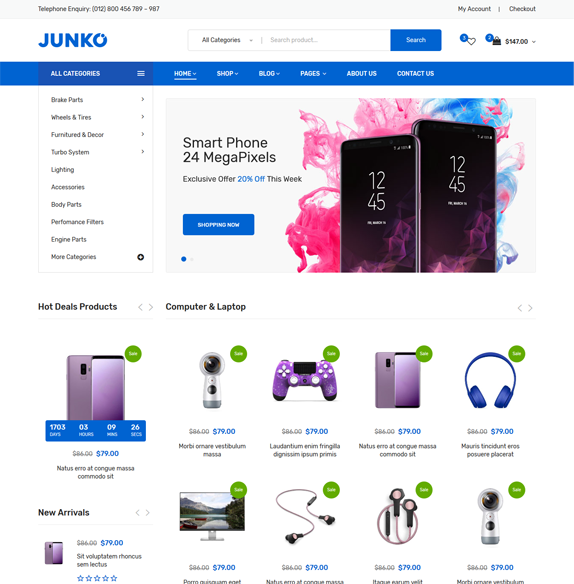 Telephone Enquiry: (012) 800 456 789 – 987
My Account | Checkout
JUNKO
All Categories | Search product...
Search
3
2
$147.00
ALL CATEGORIES
HOME SHOP BLOG PAGES ABOUT US CONTACT US
Brake Parts
Wheels & Tires
Furnitured & Decor
Turbo System
Lighting
Accessories
Body Parts
Perfomance Filters
Engine Parts
More Categories
Smart Phone
24 MegaPixels
Exclusive Offer 20% Off This Week
SHOPPING NOW
12
45
FRI, MARCH 16
12
45
FRI, MARCH 16
Hot Deals Products
Computer & Laptop
Sale
1703 03 09 26
DAYS HOURS MINS SECS
$86.00 $79.00
Natus erro at congue massa
commodo sit
Sale
$86.00 $79.00
Morbi ornare vestibulum
massa
Sale
$86.00 $79.00
Laudantium enim fringilla
dignissim ipsum primis
Sale
$86.00 $79.00
Natus erro at congue massa
commodo sit
Sale
$86.00 $79.00
Mauris tincidunt eros
posuere placerat
New Arrivals
$86.00 $79.00
Sit voluptatem rhoncus
sem lectus
Sale
$86.00 $79.00
Porro quisquam eget
Sale
$86.00 $79.00
Sale
$86.00 $79.00
Itaque earum velit
Sale
$86.00 $79.00
Morbi ornare vestibulum